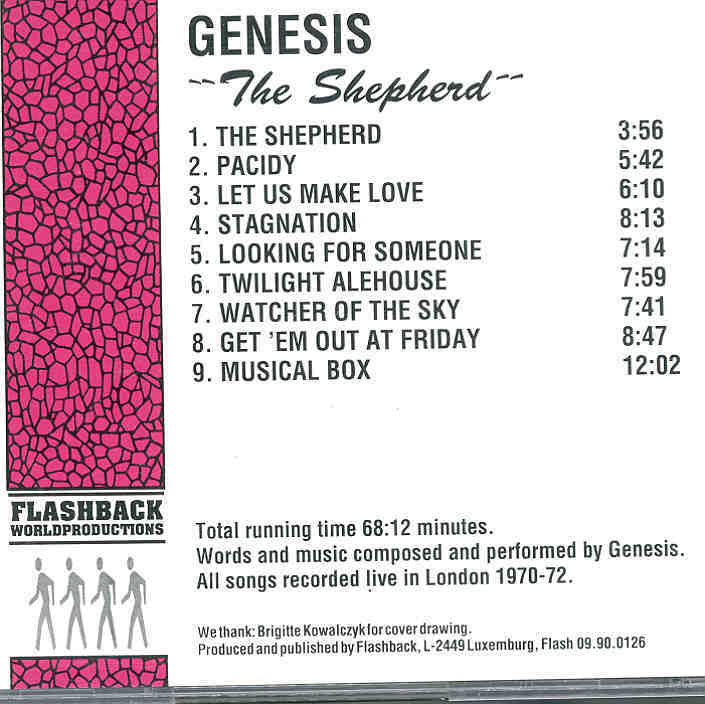 GENESIS
~~The Shepherd~~
1. THE SHEPHERD 3:56
2. PACIDY 5:42
3. LET US MAKE LOVE 6:10
4. STAGNATION 8:13
5. LOOKING FOR SOMEONE 7:14
6. TWILIGHT ALEHOUSE 7:59
7. WATCHER OF THE SKY 7:41
8. GET 'EM OUT AT FRIDAY 8:47
9. MUSICAL BOX 12:02
FLASHBACK
WORLDPRODUCTIONS
Total running time 68:12 minutes.
Words and music composed and performed by Genesis.
All songs recorded live in London 1970-72.
We thank: Brigitte Kowalczyk for cover drawing.
Produced and published by Flashback, L-2449 Luxemburg, Flash 09.90.0126